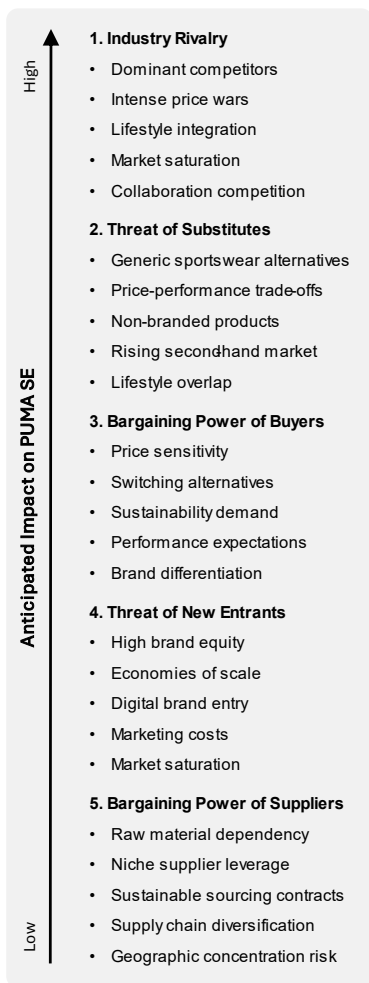 High
Anticipated Impact on PUMA SE
Low
1. Industry Rivalry
• Dominant competitors
• Intense price wars
• Lifestyle integration
• Market saturation
• Collaboration competition
2. Threat of Substitutes
• Generic sportswear alternatives
• Price-performance trade-offs
• Non-branded products
• Rising second-hand market
• Lifestyle overlap
3. Bargaining Power of Buyers
• Price sensitivity
• Switching alternatives
• Sustainability demand
• Performance expectations
• Brand differentiation
4. Threat of New Entrants
• High brand equity
• Economies of scale
• Digital brand entry
• Marketing costs
• Market saturation
5. Bargaining Power of Suppliers
• Raw material dependency
• Niche supplier leverage
• Sustainable sourcing contracts
• Supply chain diversification
• Geographic concentration risk